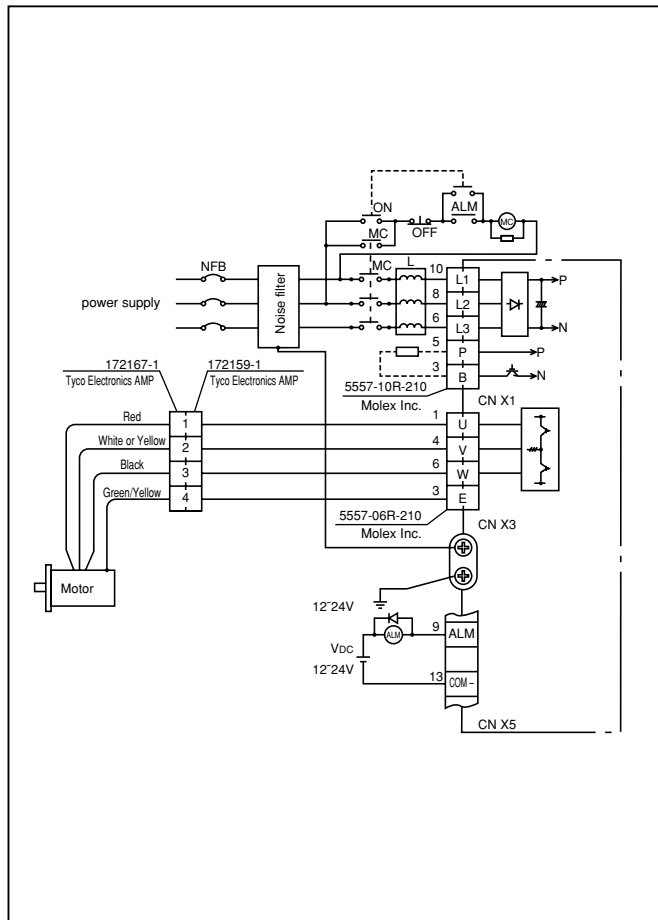 ON
ALM
MC
OFF
MC
NFB
MC
L
10
L1
P
power supply
Noise filter
8
L2
6
L3
N
5
P
P
3
B
N
172167-1
172159-1
Tyco Electronics AMP
Tyco Electronics AMP
5557-10R-210
CN X1
Molex Inc.
Red
1
1
U
White or Yellow
2
4
V
Black
3
6
W
Green/Yellow
4
3
E
5557-06R-210
CN X3
Molex Inc.
Motor
12~24V
9
ALM
ALM
VDC
12~24V
13
COM –
CN X5